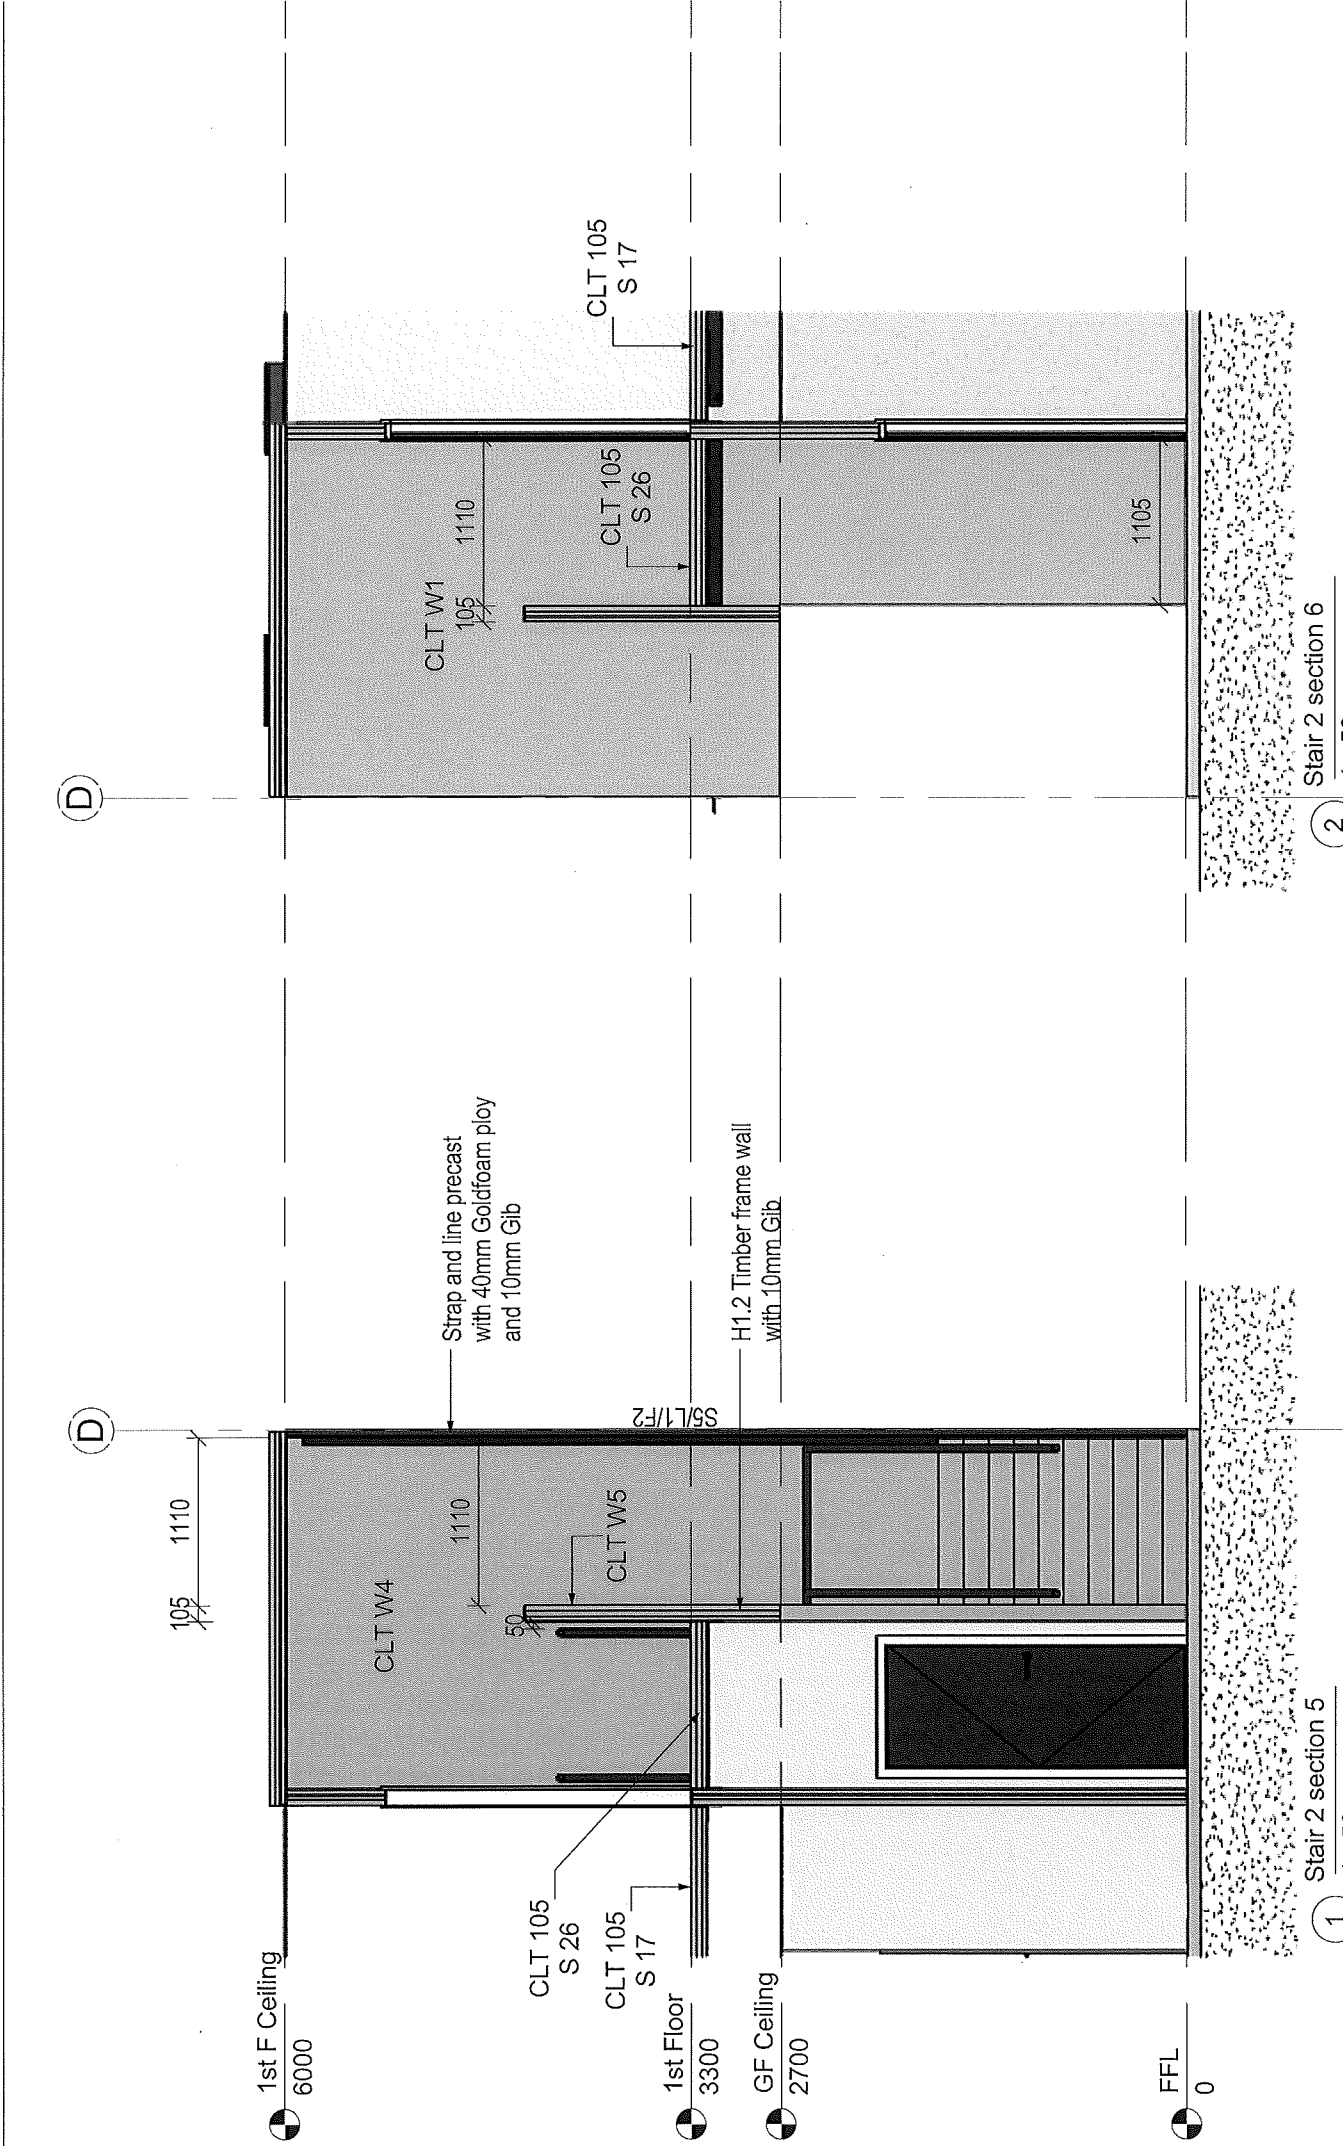 D
1110
105
Strap and line precast
with 40mm Goldfoam ploy
and 10mm Gib
CLT W4
1110
CLT W5
50
S5/L1/F2
H1.2 Timber frame wall
with 10mm Gib
CLT 105
S 26
CLT 105
S 17
1st F Ceiling
6000
1st Floor
3300
GF Ceiling
2700
FFL
0
1
Stair 2 section 5
D
CLT W1
105
1110
CLT 105
S 26
CLT 105
S 17
1105
2
Stair 2 section 6